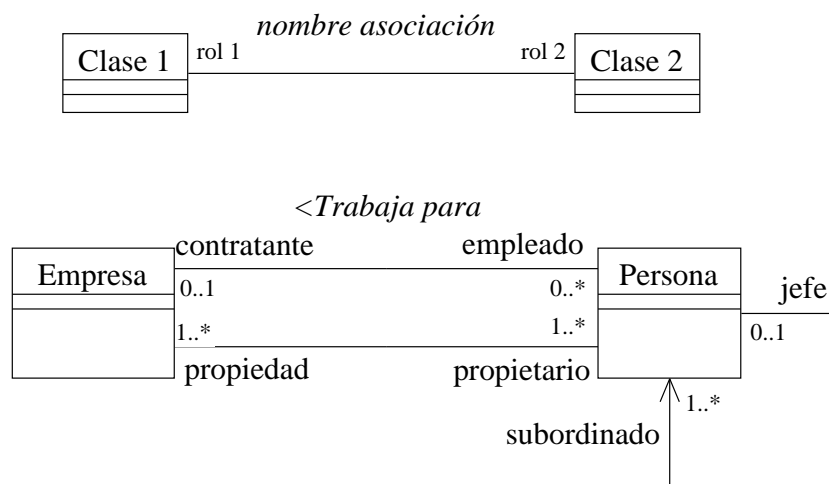 nombre asociación
Clase 1 rol 1 rol 2 Clase 2
<Trabaja para
contratante empleado
Empresa Persona
0..1 0..* jefe
1..* 1..* 0..1
propiedad propietario
1..*
subordinado